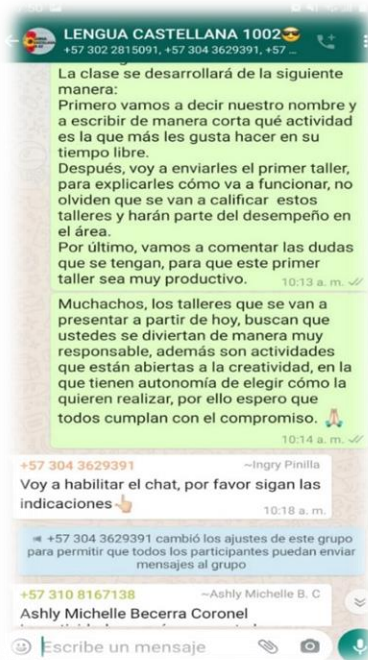 LENGUA CASTELLANA 1002😎
+57 302 2815091, +57 304 3629391, +57 ...
La clase se desarrollará de la siguiente
manera:
Primero vamos a decir nuestro nombre y
a escribir de manera corta qué actividad
es la que más les gusta hacer en su
tiempo libre.
Después, voy a enviarles el primer taller,
para explicarles cómo va a funcionar, no
olviden que se van a calificar estos
talleres y harán parte del desempeño en
el área.
Por último, vamos a comentar las dudas
que se tengan, para que este primer
taller sea muy productivo.
10:13 a. m.
Muchachos, los talleres que se van a
presentar a partir de hoy, buscan que
ustedes se diviertan de manera muy
responsable, además son actividades
que están abiertas a la creatividad, en la
que tienen autonomía de elegir cómo la
quieren realizar, por ello espero que
todos cumplan con el compromiso. 🙏🏻
10:14 a. m.
+57 304 3629391 ~Ingry Pinilla
Voy a habilitar el chat, por favor sigan las
indicaciones👆🏻
10:18 a. m.
+57 304 3629391 cambió los ajustes de este grupo
para permitir que todos los participantes puedan enviar
mensajes al grupo
+57 310 8167138 ~Ashly Michelle B. C
Ashly Michelle Becerra Coronel
Escribe un mensaje